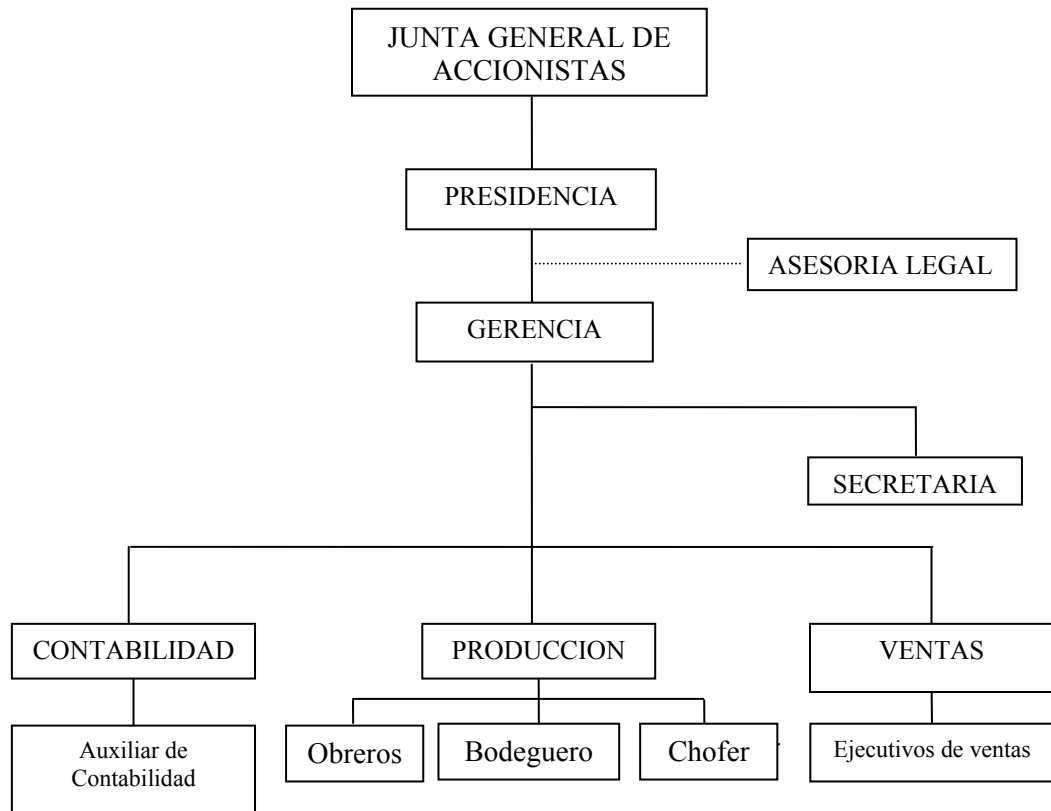 JUNTA GENERAL DE
ACCIONISTAS
PRESIDENCIA
ASESORIA LEGAL
GERENCIA
SECRETARIA
CONTABILIDAD
PRODUCCION
VENTAS
Auxiliar de
Contabilidad
Obreros
Bodeguero
Chofer
Ejecutivos de ventas